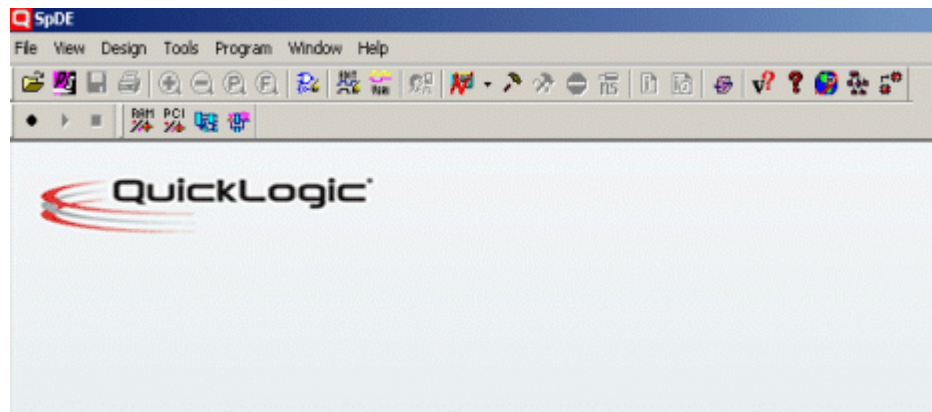 SpDE
File View Design Tools Program Window Help
RAM PCI
QuickLogic